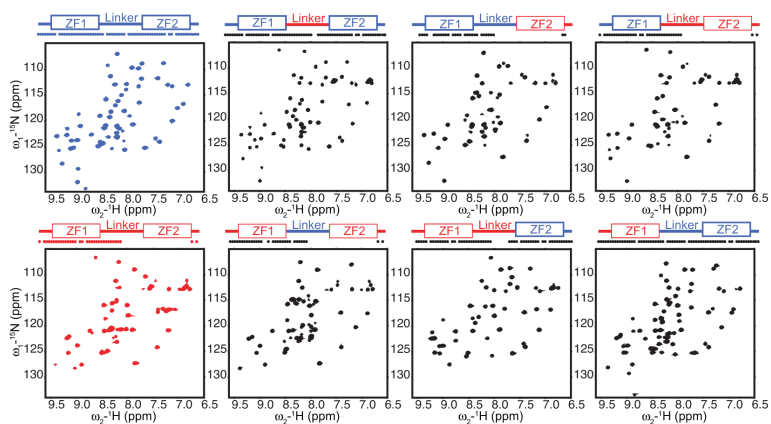 Linker Linker Linker Linker
ZF1 ZF2 ZF1 ZF2 ZF1 ZF2 ZF1 ZF2
ω₁-¹⁵N (ppm)
110 110 110 110
115 115 115 115
120 120 120 120
125 125 125 125
130 130 130 130
9.5 9.0 8.5 8.0 7.5 7.0 6.5 9.5 9.0 8.5 8.0 7.5 7.0 6.5 9.5 9.0 8.5 8.0 7.5 7.0 6.5 9.5 9.0 8.5 8.0 7.5 7.0 6.5
ω₂-¹H (ppm) ω₂-¹H (ppm) ω₂-¹H (ppm) ω₂-¹H (ppm)
Linker Linker Linker Linker
ZF1 ZF2 ZF1 ZF2 ZF1 ZF2 ZF1 ZF2
ω₁-¹⁵N (ppm)
110 110 110 110
115 115 115 115
120 120 120 120
125 125 125 125
130 130 130 130
9.5 9.0 8.5 8.0 7.5 7.0 6.5 9.5 9.0 8.5 8.0 7.5 7.0 6.5 9.5 9.0 8.5 8.0 7.5 7.0 6.5 9.5 9.0 8.5 8.0 7.5 7.0 6.5
ω₂-¹H (ppm) ω₂-¹H (ppm) ω₂-¹H (ppm) ω₂-¹H (ppm)